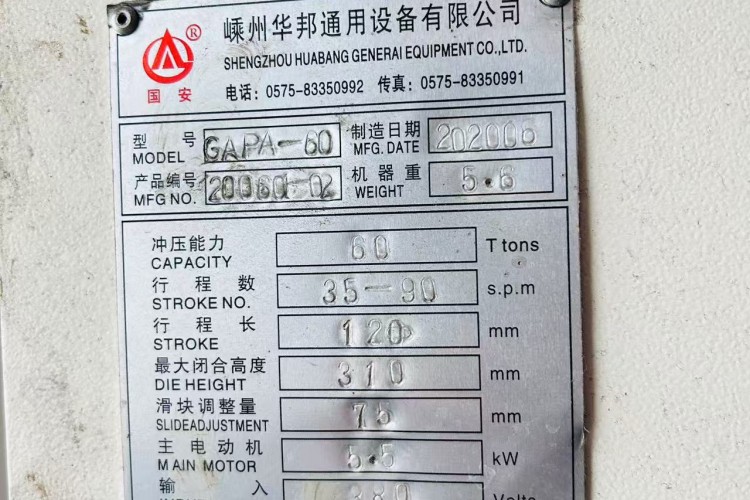 ®
嵊州华邦通用设备有限公司
SHENGZHOU HUABANG GENERAI EQUIPMENT CO.,LTD.
国安
电话：0575-83350992 传真：0575-83350991
型号 MODEL GAPA-60 制造日期 MFG. DATE 202006
产品编号 MFG NO. 20060-02 机器重 WEIGHT 5.6
冲压能力 CAPACITY 60 T tons
行程数 STROKE NO. 35-90 s.p.m
行程长 STROKE 120 mm
最大闭合高度 DIE HEIGHT 310 mm
滑块调整量 SLIDEADJUSTMENT 75 mm
主电动机 MAIN MOTOR 5.5 kW
输入 380 Volts